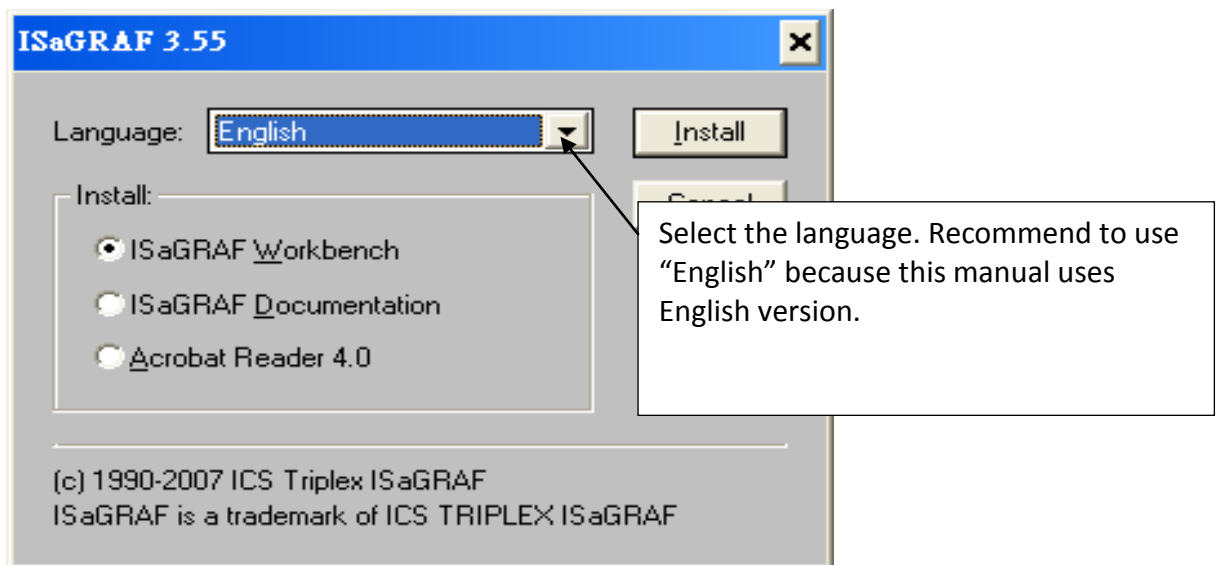 ISaGRAF 3.55
Language: English Install
Install:
ISaGRAF Workbench
ISaGRAF Documentation
Acrobat Reader 4.0
Select the language. Recommend to use
“English” because this manual uses
English version.
(c) 1990-2007 ICS Triplex ISaGRAF
ISaGRAF is a trademark of ICS TRIPLEX ISaGRAF